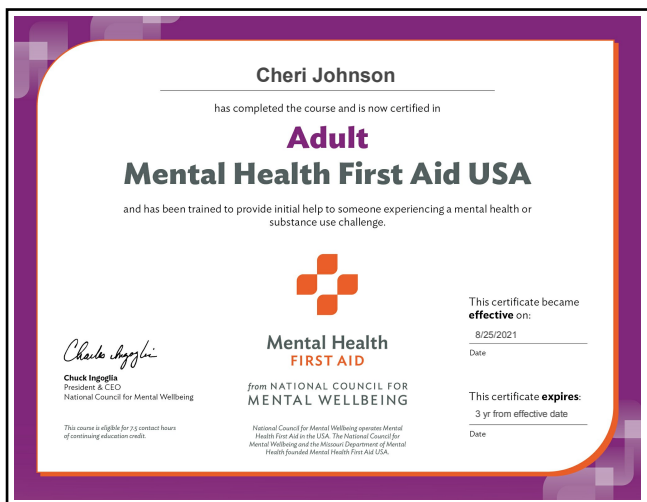 Cheri Johnson
has completed the course and is now certified in
Adult
Mental Health First Aid USA
and has been trained to provide initial help to someone experiencing a mental health or
substance use challenge.
Charles Ingoglia
Chuck Ingoglia
President & CEO
National Council for Mental Wellbeing
This course is eligible for 7.5 contact hours
of continuing education credit.
Mental Health
FIRST AID
from NATIONAL COUNCIL FOR
MENTAL WELLBEING
National Council for Mental Wellbeing operates Mental
Health First Aid in the USA. The National Council for
Mental Wellbeing and the Missouri Department of Mental
Health founded Mental Health First Aid USA.
This certificate became
effective on:
8/25/2021
Date
This certificate expires:
3 yr from effective date
Date